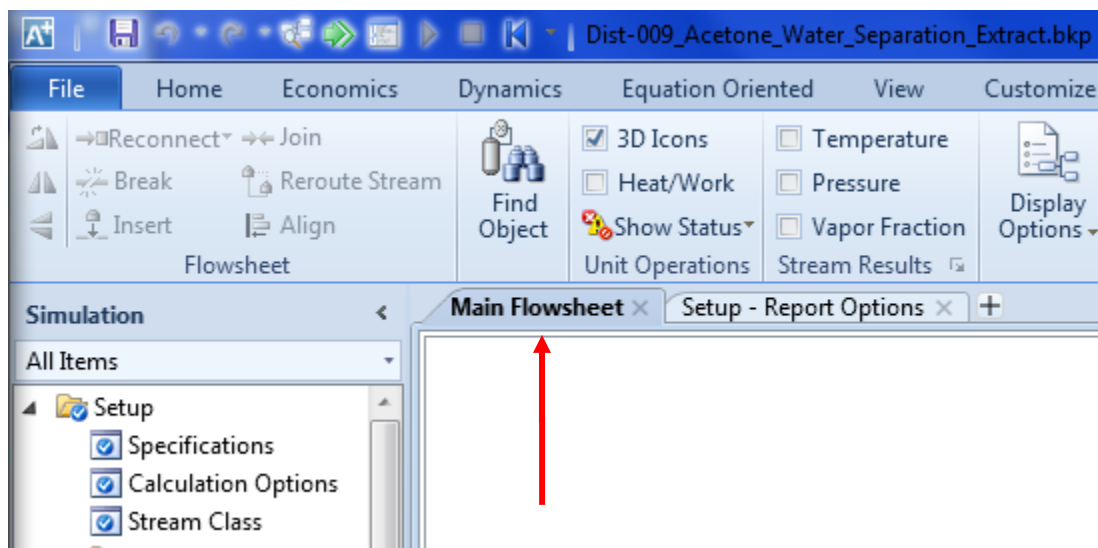 A+ Dist-009_Acetone_Water_Separation_Extract.bkp
File Home Economics Dynamics Equation Oriented View Customize
Reconnect Join
Break Reroute Stream
Insert Align
Flowsheet
Find
Object
3D Icons
Heat/Work
Show Status
Unit Operations
Temperature
Pressure
Vapor Fraction
Stream Results
Display
Options
Simulation
All Items
Setup
Specifications
Calculation Options
Stream Class
Main Flowsheet Setup - Report Options